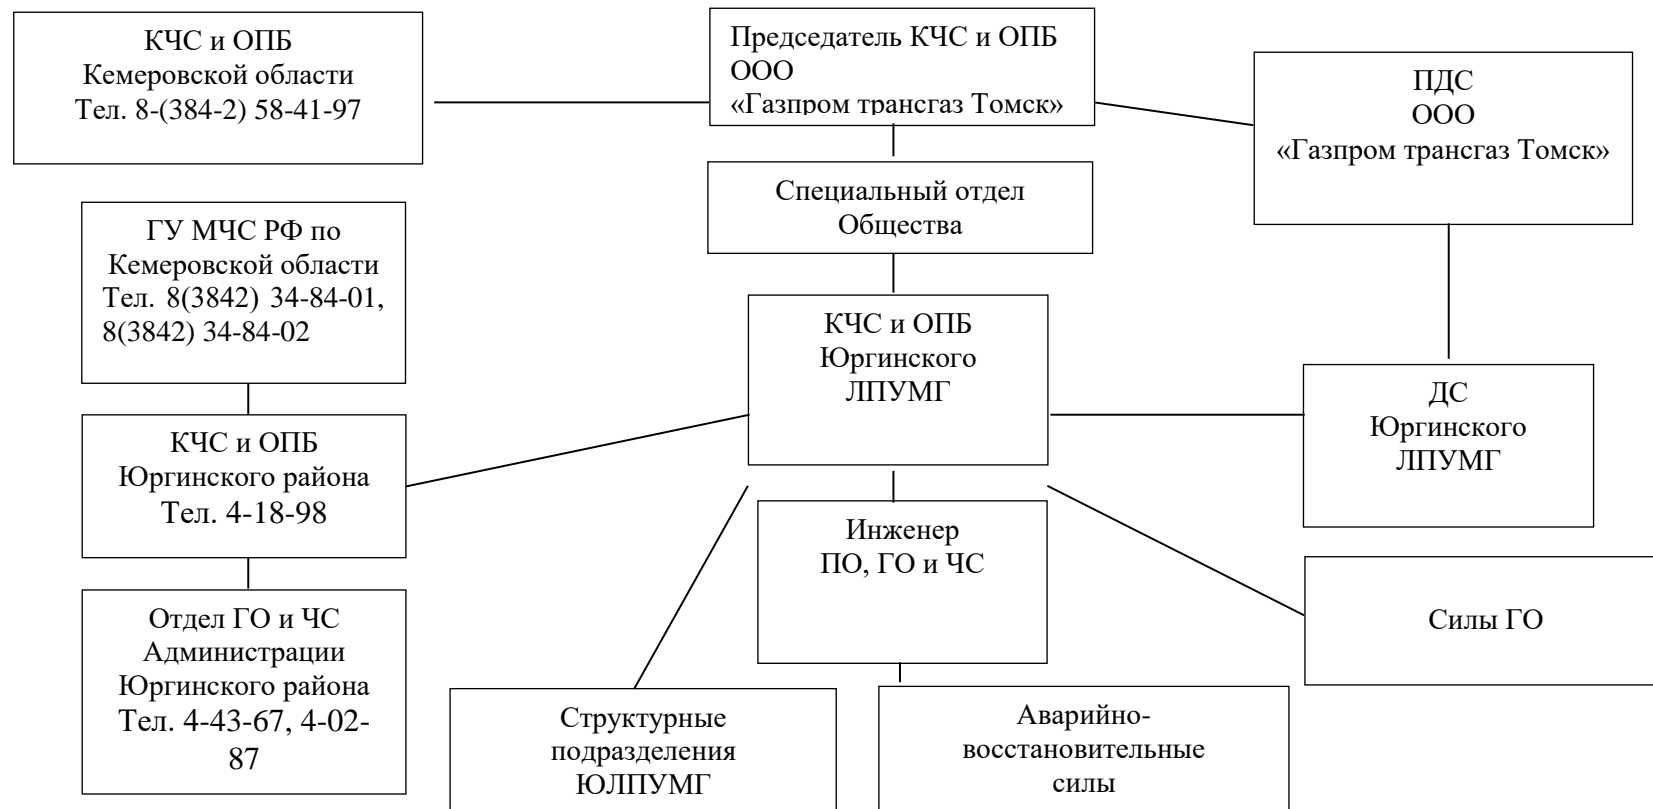 КЧС и ОПБ
Кемеровской области
Тел. 8-(384-2) 58-41-97
Председатель КЧС и ОПБ
ООО
«Газпром трансгаз Томск»
ПДС
ООО
«Газпром трансгаз Томск»
Специальный отдел
Общества
ГУ МЧС РФ по
Кемеровской области
Тел. 8(3842) 34-84-01,
8(3842) 34-84-02
КЧС и ОПБ
Юргинского
ЛПУМГ
ДС
Юргинского
ЛПУМГ
КЧС и ОПБ
Юргинского района
Тел. 4-18-98
Инженер
ПО, ГО и ЧС
Силы ГО
Отдел ГО и ЧС
Администрации
Юргинского района
Тел. 4-43-67, 4-02-
87
Структурные
подразделения
ЮЛПУМГ
Аварийно-
восстановительные
силы